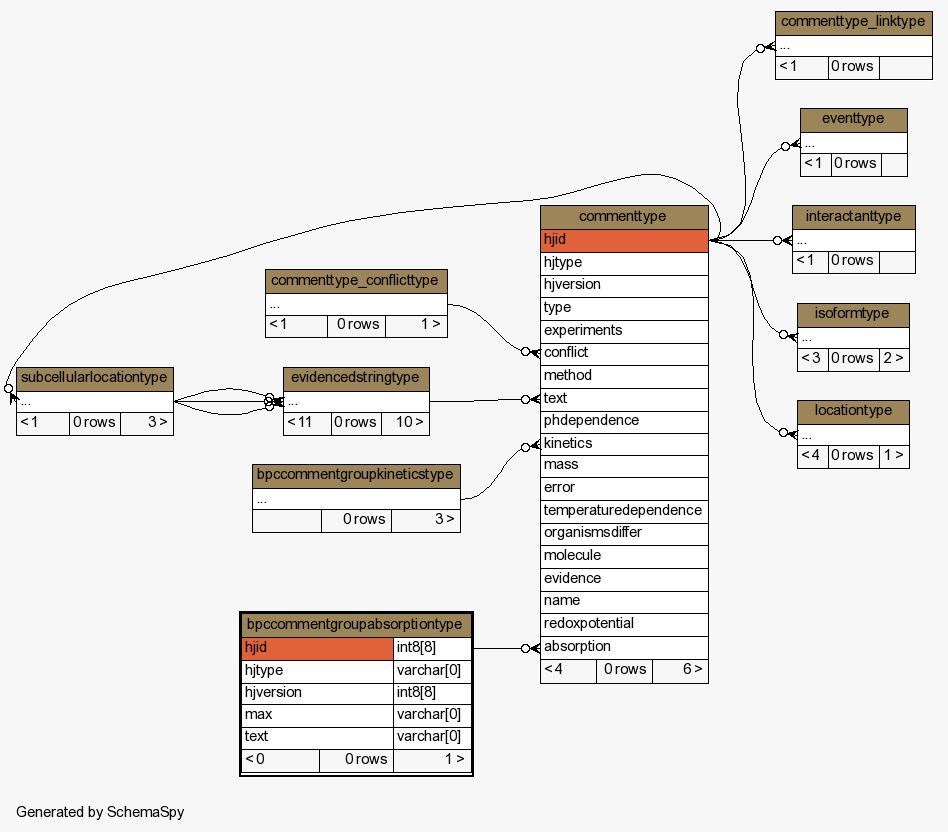 commenttype_linktype
...
< 1 0 rows
eventtype
...
< 1 0 rows
interactanttype
...
< 1 0 rows
isoformtype
...
< 3 0 rows 2 >
locationtype
...
< 4 0 rows 1 >
commenttype
hjid
hjtype
hjversion
type
experiments
conflict
method
text
phdependence
kinetics
mass
error
temperaturedependence
organismsdiffer
molecule
evidence
name
redoxpotential
absorption
< 4 0 rows 6 >
commenttype_conflicttype
...
< 1 0 rows 1 >
subcellularlocationtype
...
< 1 0 rows 3 >
evidencedstringtype
...
< 11 0 rows 10 >
bpccommentgroupkineticstype
...
0 rows 3 >
bpccommentgroupabsorptiontype
hjid int8[8]
hjtype varchar[0]
hjversion int8[8]
max varchar[0]
text varchar[0]
< 0 0 rows 1 >
Generated by SchemaSpy